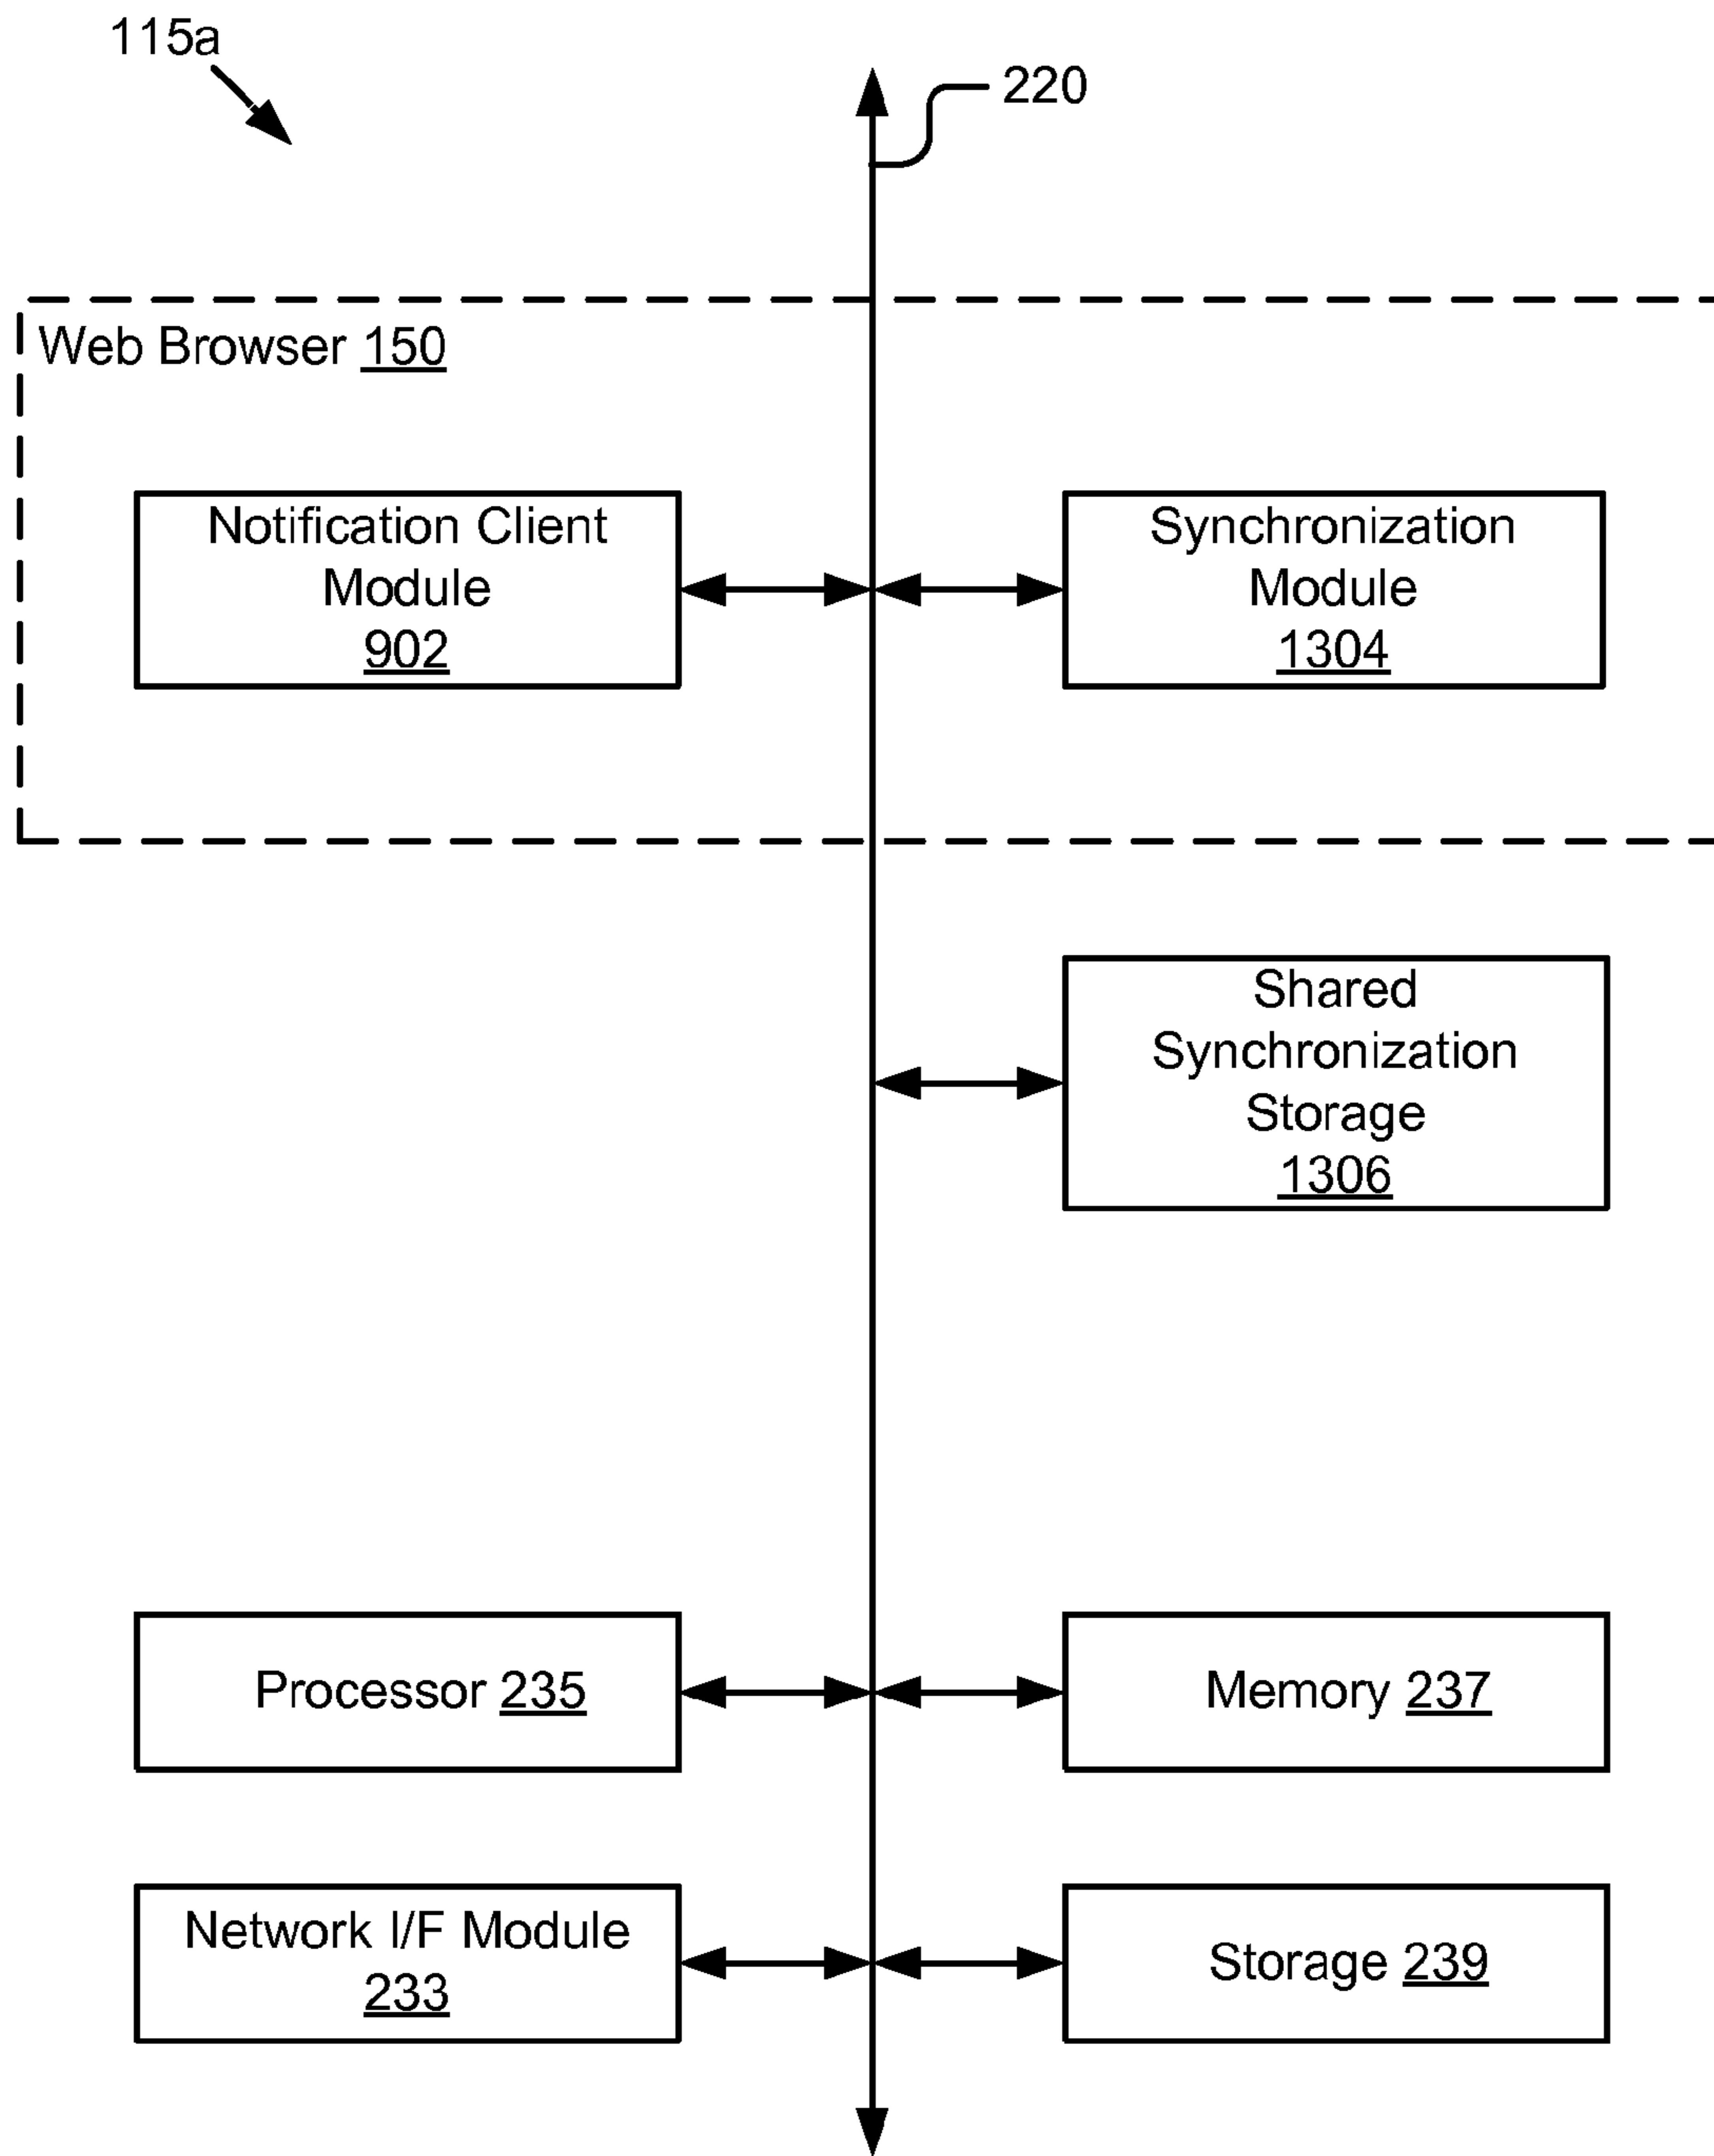 115a
220
Web Browser 150
Notification Client
Module
902
Synchronization
Module
1304
Shared
Synchronization
Storage
1306
Processor 235
Memory 237
Network I/F Module
233
Storage 239